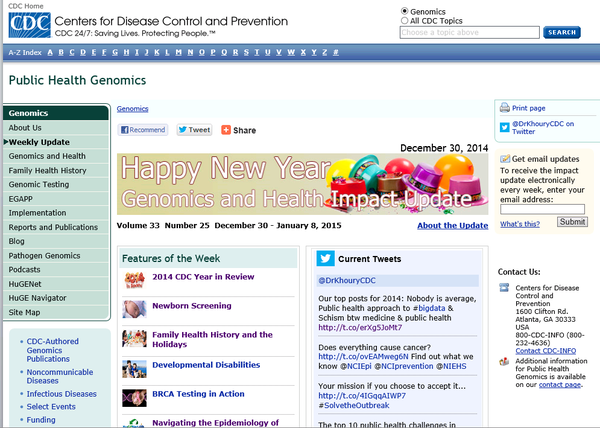 CDC Home
CDC
Centers for Disease Control and Prevention
CDC 24/7: Saving Lives. Protecting People.™
Genomics
All CDC Topics
Choose a topic above
SEARCH
A-Z Index A B C D E F G H I J K L M N O P Q R S T U V W X Y Z #
Public Health Genomics
Genomics
About Us
Weekly Update
Genomics and Health
Family Health History
Genomic Testing
EGAPP
Implementation
Reports and Publications
Blog
Pathogen Genomics
Podcasts
HuGENet
HuGE Navigator
Site Map
CDC-Authored
Genomics
Publications
Noncommunicable
Diseases
Infectious Diseases
Select Events
Funding
Genomics
Recommend
Tweet
Share
December 30, 2014
Happy New Year
Genomics and Health Impact Update
Volume 33 Number 25 December 30 - January 8, 2015
About the Update
Features of the Week
2014 CDC Year in Review
Newborn Screening
Family Health History and the
Holidays
Developmental Disabilities
BRCA Testing in Action
Navigating the Epidemiology of
Current Tweets
@DrKhouryCDC
Our top posts for 2014: Nobody is average,
Public health approach to #bigdata &
Schism btw medicine & public health
http://t.co/erXg5JoMt7
Does everything cause cancer?
http://t.co/ovEAMweg6N Find out what we
know @NCIEpi @NCIprevention @NIEHS
Your mission if you choose to accept it...
http://t.co/4IGqqAIWP7
#SolvetheOutbreak
The top 10 public health challenges in
Print page
@DrKhouryCDC on
Twitter
Get email updates
To receive the impact
update electronically
every week, enter your
email address:
What's this?
Submit
Contact Us:
Centers for Disease
Control and
Prevention
1600 Clifton Rd.
Atlanta, GA 30333
USA
800-CDC-INFO (800-
232-4636)
Contact CDC-INFO
Additional information
for Public Health
Genomics is available
on our contact page.